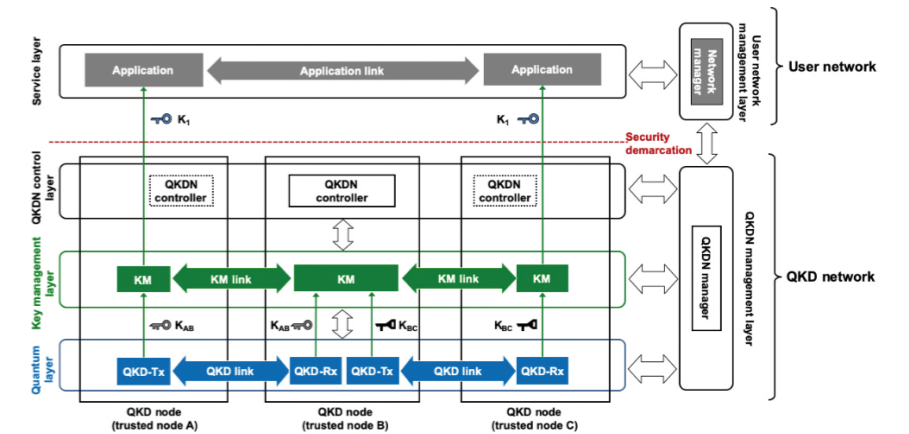 Service layer
Application
Application link
Application
Network
manager
User network
management layer
User network
K1
K1
Security
demarcation
QKDN control
layer
QKDN
controller
QKDN
controller
QKDN
controller
Key management
layer
KM
KM link
KM
KM link
KM
QKDN manager
QKDN management layer
QKD network
KAB
KAB
KBC
KBC
Quantum
layer
QKD-Tx
QKD link
QKD-Rx
QKD-Tx
QKD link
QKD-Rx
QKD node
(trusted node A)
QKD node
(trusted node B)
QKD node
(trusted node C)